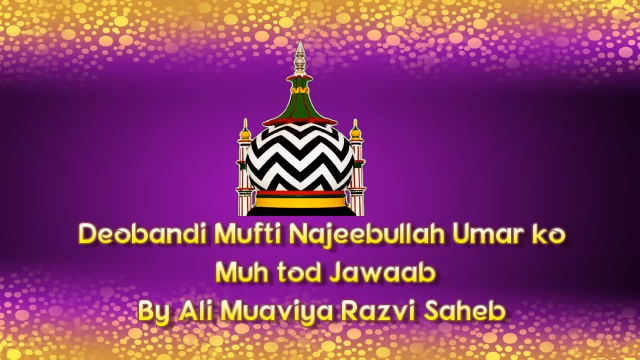 Deobandi Mufti Najeebullah Umar ko
Muh tod Jawaab
By Ali Muaviya Razvi Saheb